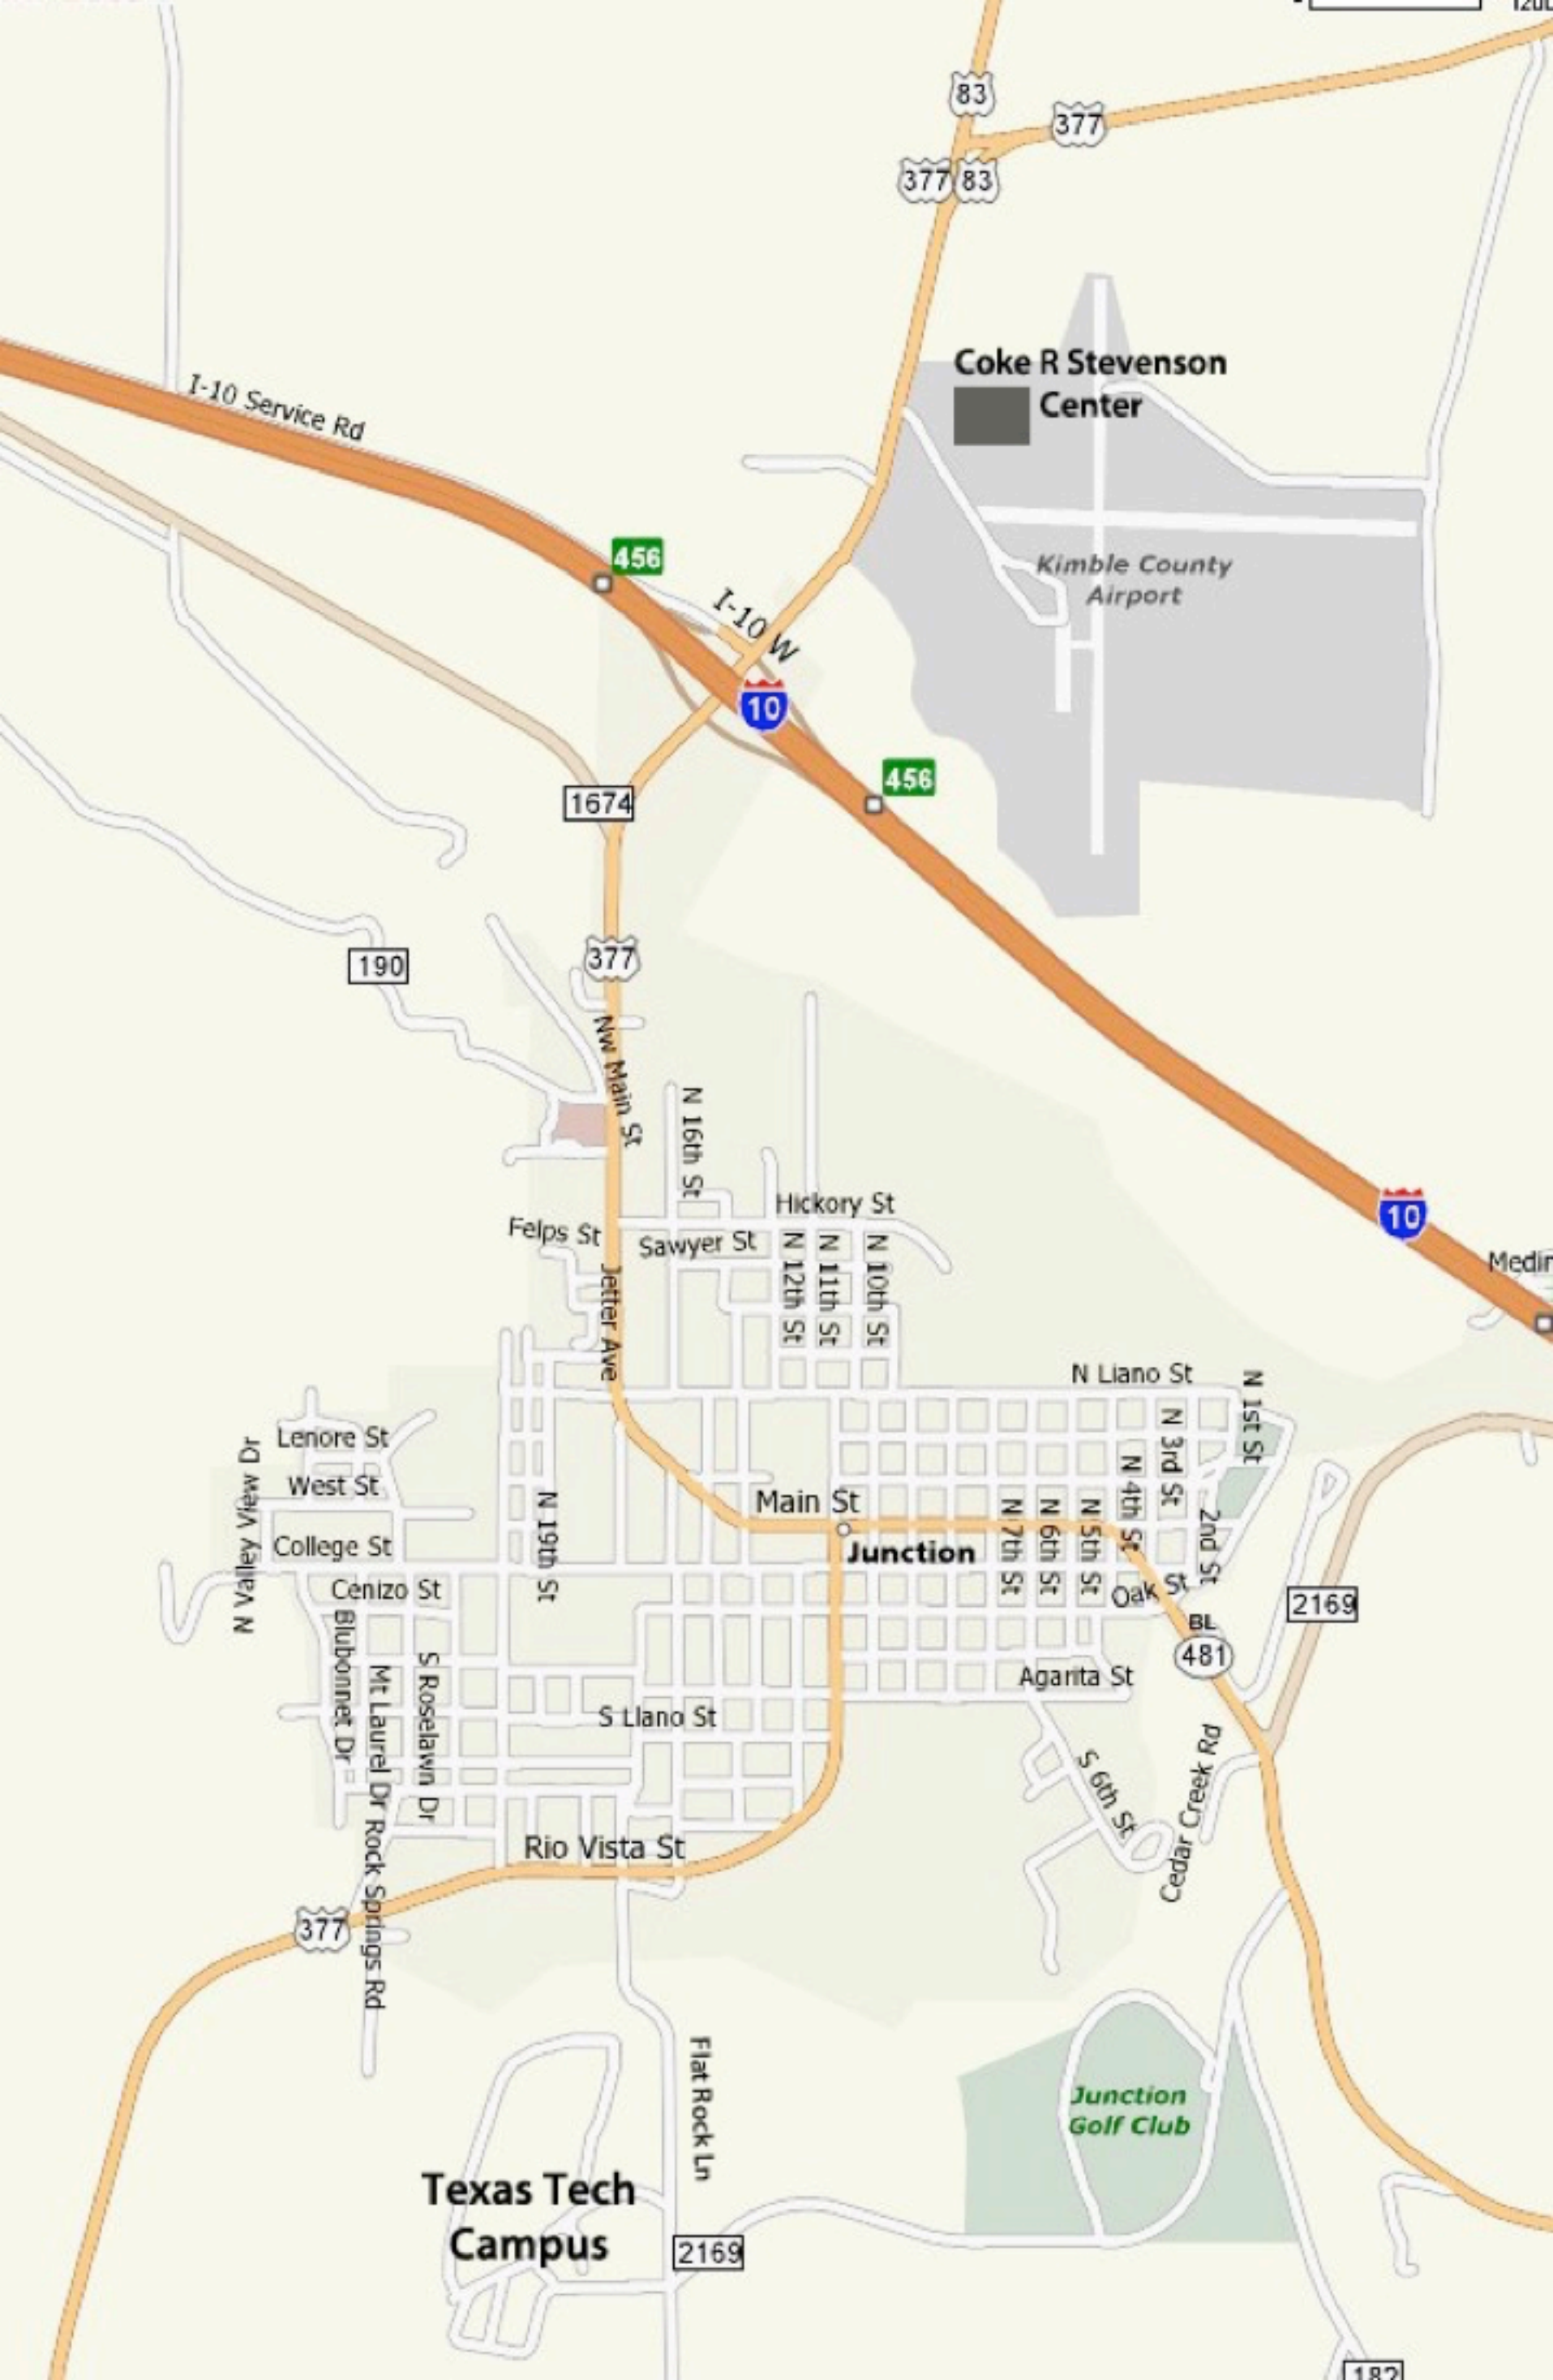 83
377
377 83
Coke R Stevenson
Center
I-10 Service Rd
456
Kimble County
Airport
I-10 W
10
456
1674
377
190
Nw Main St
N 16th St
Hickory St
10
Felps St
Sawyer St
N 12th St
N 11th St
N 10th St
Jetter Ave
N Liano St
N 1st St
Lenore St
N 3rd St
West St
N Valley View Dr
N 4th St
Main St
N 19th St
N 7th St
N 6th St
N 5th St
2nd St
College St
Junction
Cenizo St
Oak St
2169
BL
481
Blubonnet Dr
Mt Laurel Dr
S Roselawn Dr
Agarita St
S Llano St
S 6th St
Cedar Creek Rd
Rio Vista St
Rock Springs Rd
377
Flat Rock Ln
Junction
Golf Club
Texas Tech
Campus
2169
182